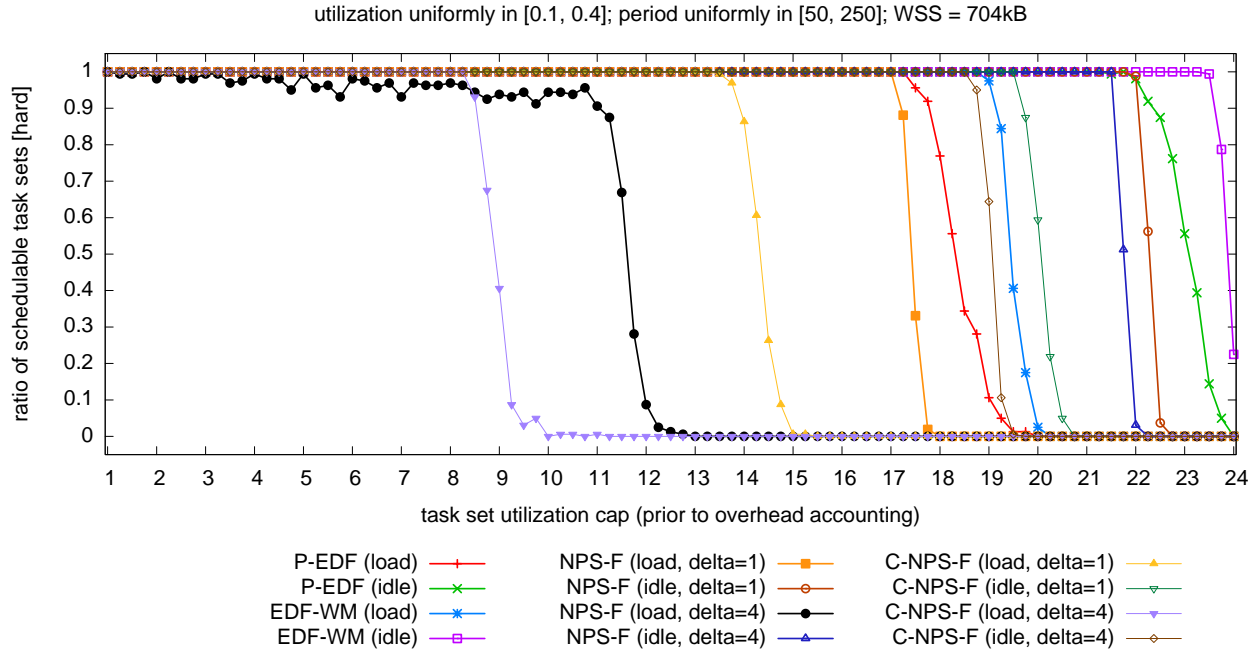 utilization uniformly in [0.1, 0.4]; period uniformly in [50, 250]; WSS = 704kB
ratio of schedulable task sets [hard]
1
0.9
0.8
0.7
0.6
0.5
0.4
0.3
0.2
0.1
0
1 2 3 4 5 6 7 8 9 10 11 12 13 14 15 16 17 18 19 20 21 22 23 24
task set utilization cap (prior to overhead accounting)
P-EDF (load) NPS-F (load, delta=1) C-NPS-F (load, delta=1)
P-EDF (idle) NPS-F (idle, delta=1) C-NPS-F (idle, delta=1)
EDF-WM (load) NPS-F (load, delta=4) C-NPS-F (load, delta=4)
EDF-WM (idle) NPS-F (idle, delta=4) C-NPS-F (idle, delta=4)